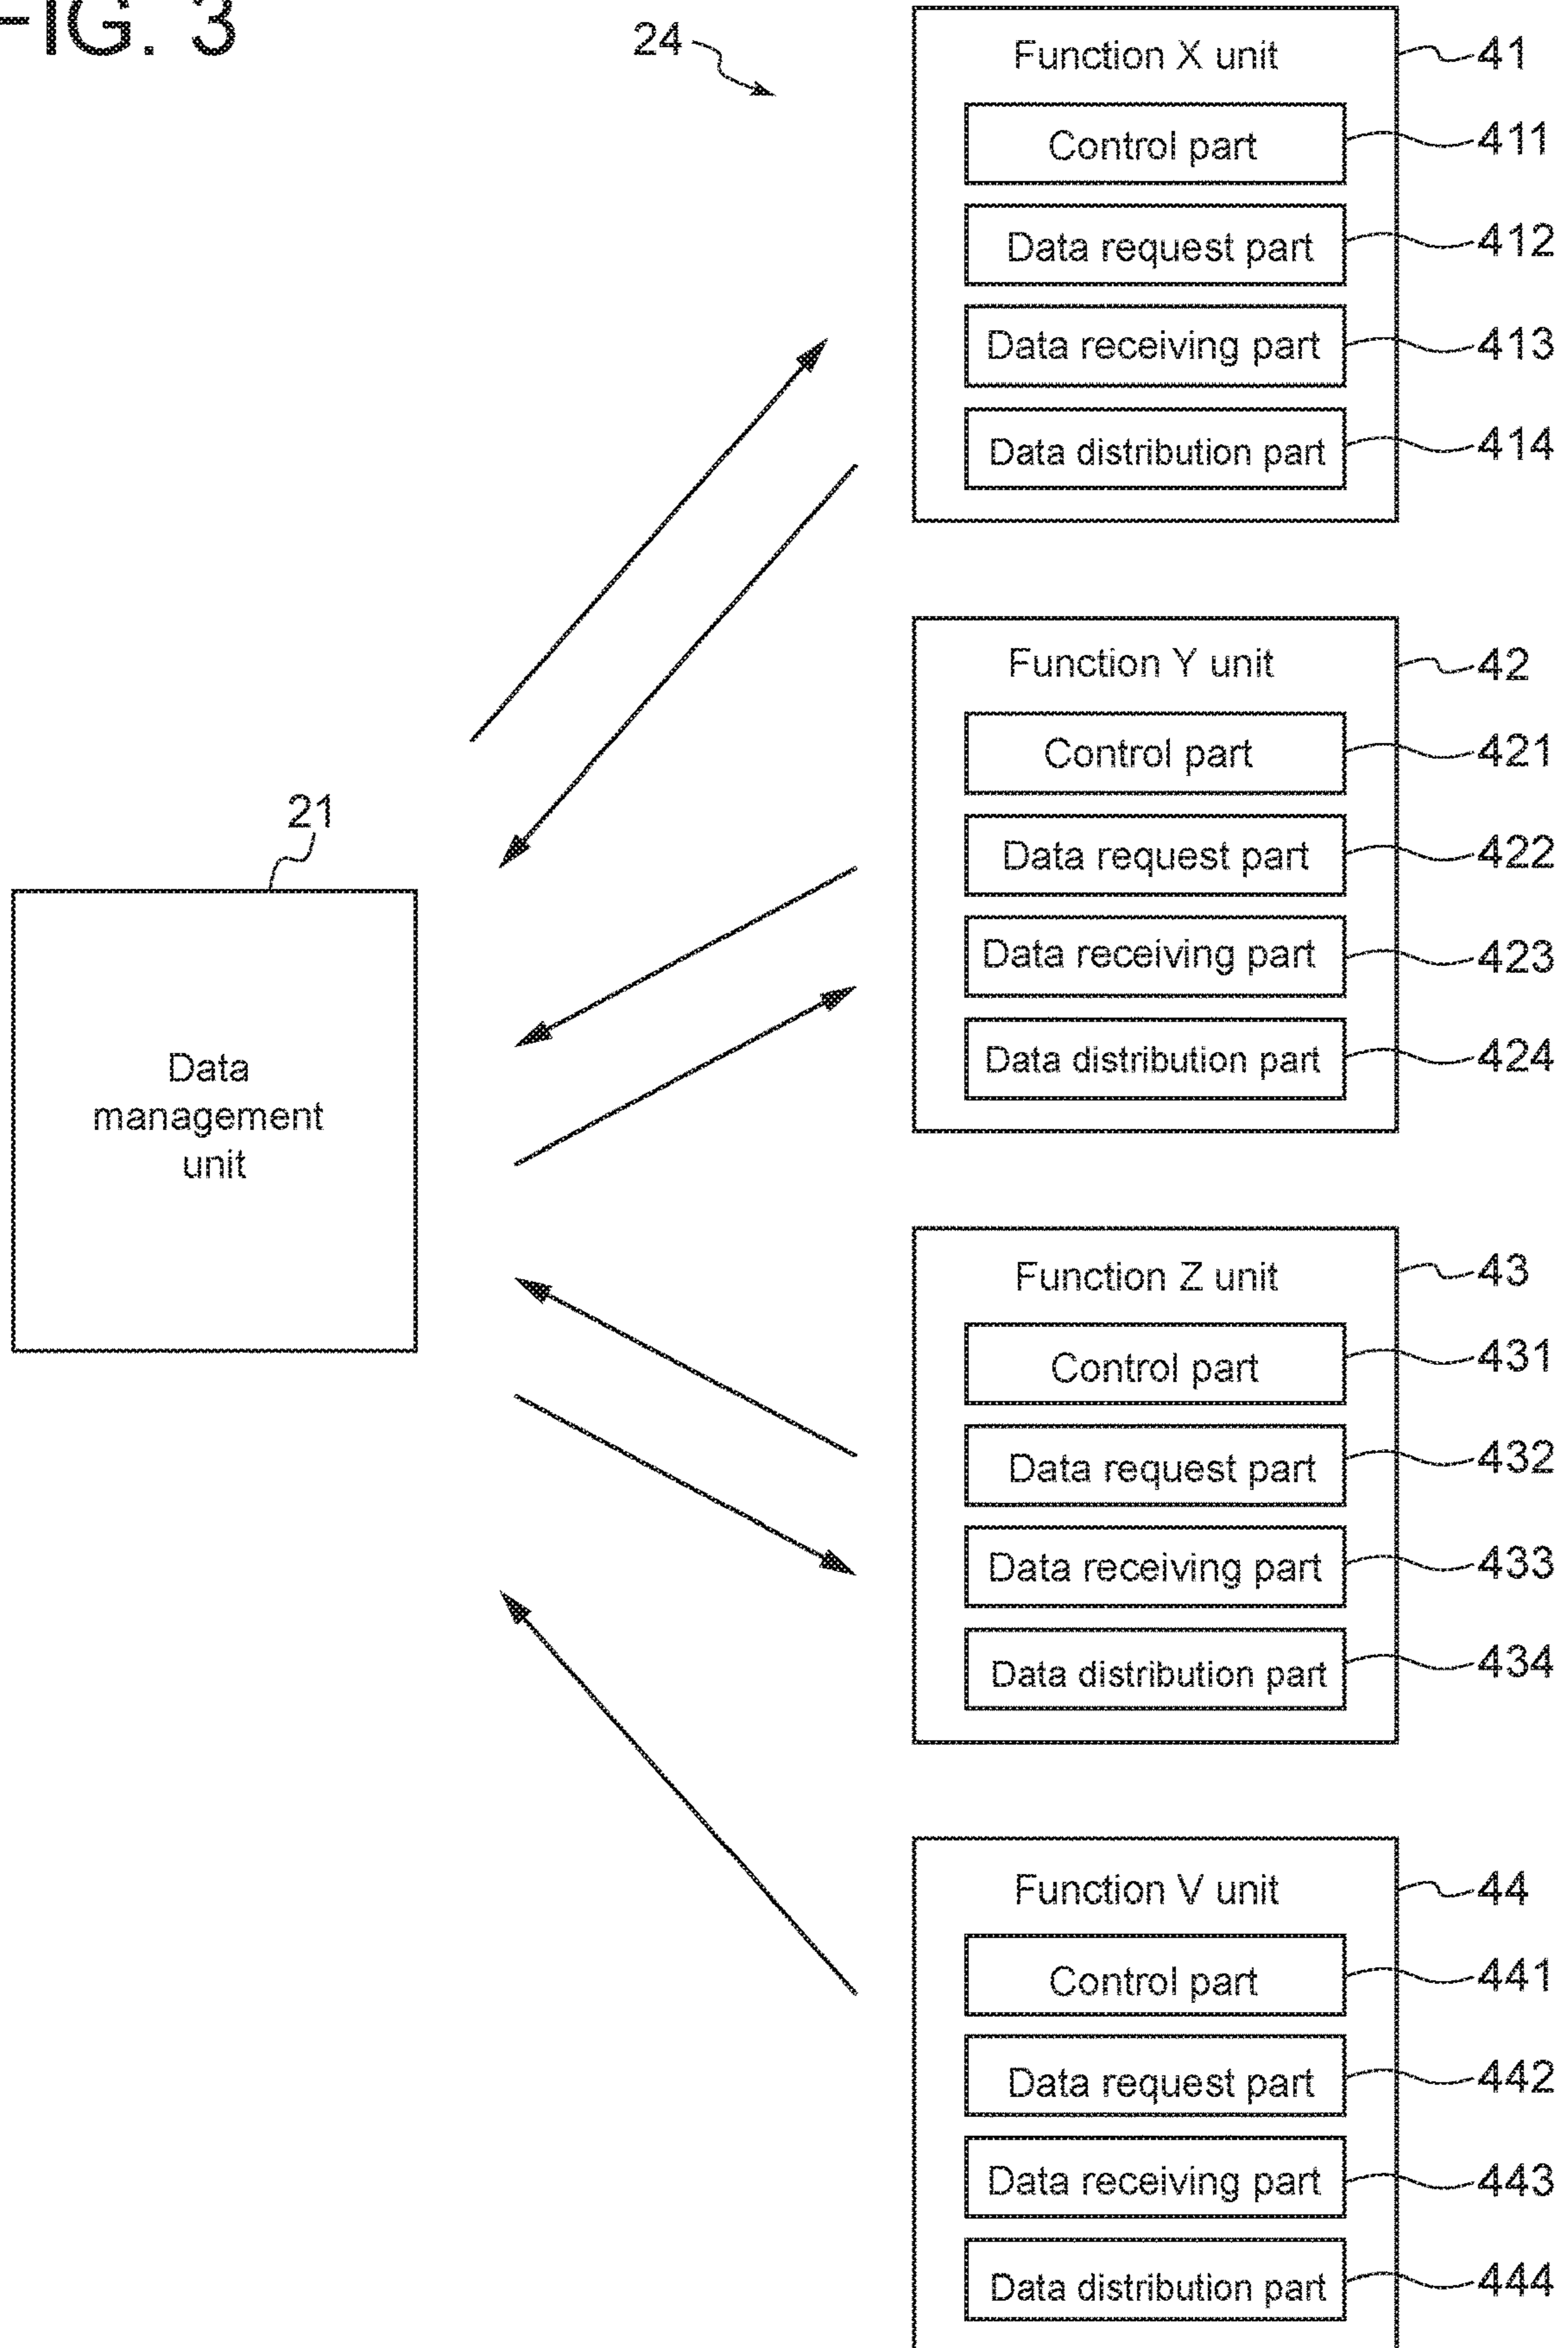 FIG. 3
24
Function X unit
41
Control part
411
Data request part
412
Data receiving part
413
Data distribution part
414
Function Y unit
42
Control part
421
Data request part
422
Data receiving part
423
Data distribution part
424
21
Data
management
unit
Function Z unit
43
Control part
431
Data request part
432
Data receiving part
433
Data distribution part
434
Function V unit
44
Control part
441
Data request part
442
Data receiving part
443
Data distribution part
444